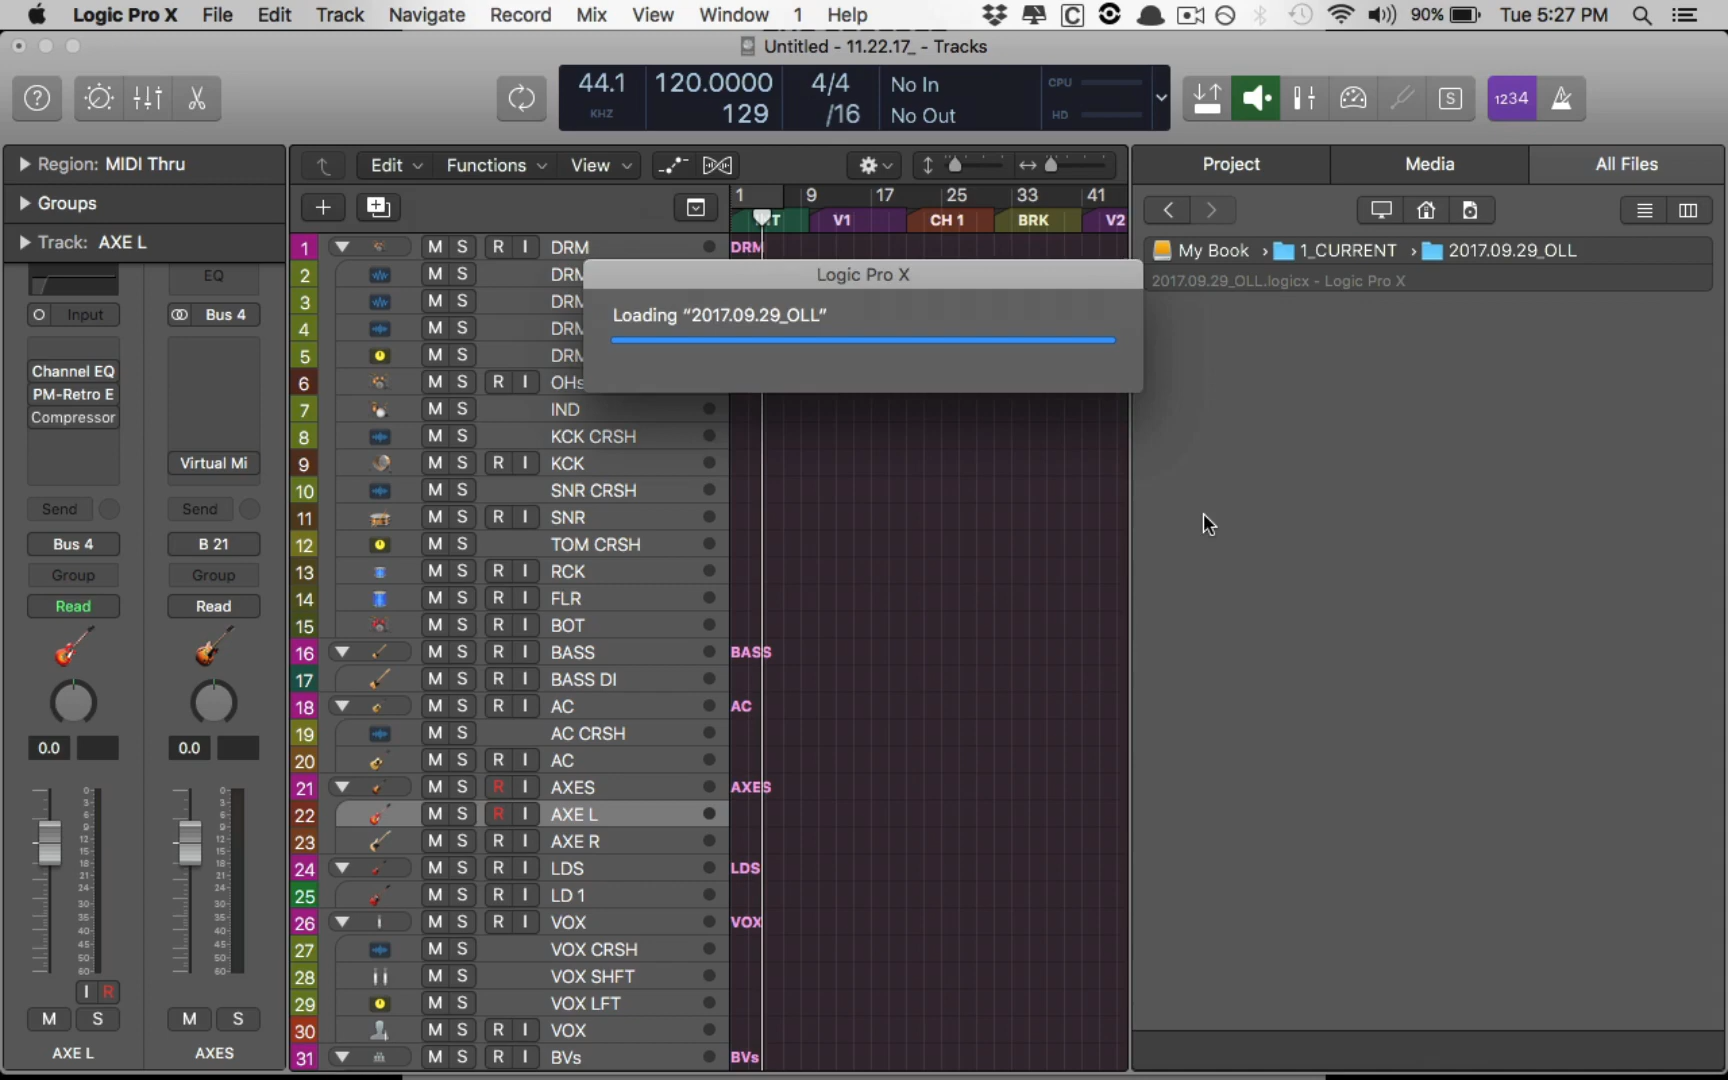 Logic Pro X File Edit Track Navigate Record Mix View Window 1 Help 90% Tue 5:27 PM
Untitled - 11.22.17_ - Tracks
44.1 120.0000 4/4 No In CPU
KHZ 129 /16 No Out HD
S 1234
Region: MIDI Thru
Groups
Track: AXE L
Edit Functions View
Project Media All Files
1 9 17 25 33 41
V1 CH 1 BRK V2
My Book 1_CURRENT 2017.09.29_OLL
2017.09.29_OLL.logicx - Logic Pro X
Logic Pro X
Loading “2017.09.29_OLL”
EQ
Input Bus 4
Channel EQ
PM-Retro E
Compressor
Virtual Mi
Send Send
Bus 4 B 21
Group Group
Read Read
0.0 0.0
I R
M S M S
AXE L AXES
1 M S R I DRM DRM
2 M S DRM
3 M S DRM
4 M S DRM
5 M S DRM
6 M S R I OHs
7 M S IND
8 M S KCK CRSH
9 M S R I KCK
10 M S SNR CRSH
11 M S R I SNR
12 M S TOM CRSH
13 M S R I RCK
14 M S R I FLR
15 M S R I BOT
16 M S R I BASS BASS
17 M S R I BASS DI
18 M S R I AC AC
19 M S AC CRSH
20 M S R I AC
21 M S R I AXES AXES
22 M S R I AXE L
23 M S R I AXE R
24 M S R I LDS LDS
25 M S R I LD 1
26 M S R I VOX VOX
27 M S VOX CRSH
28 M S VOX SHFT
29 M S VOX LFT
30 M S R I VOX
31 M S R I BVs BVs